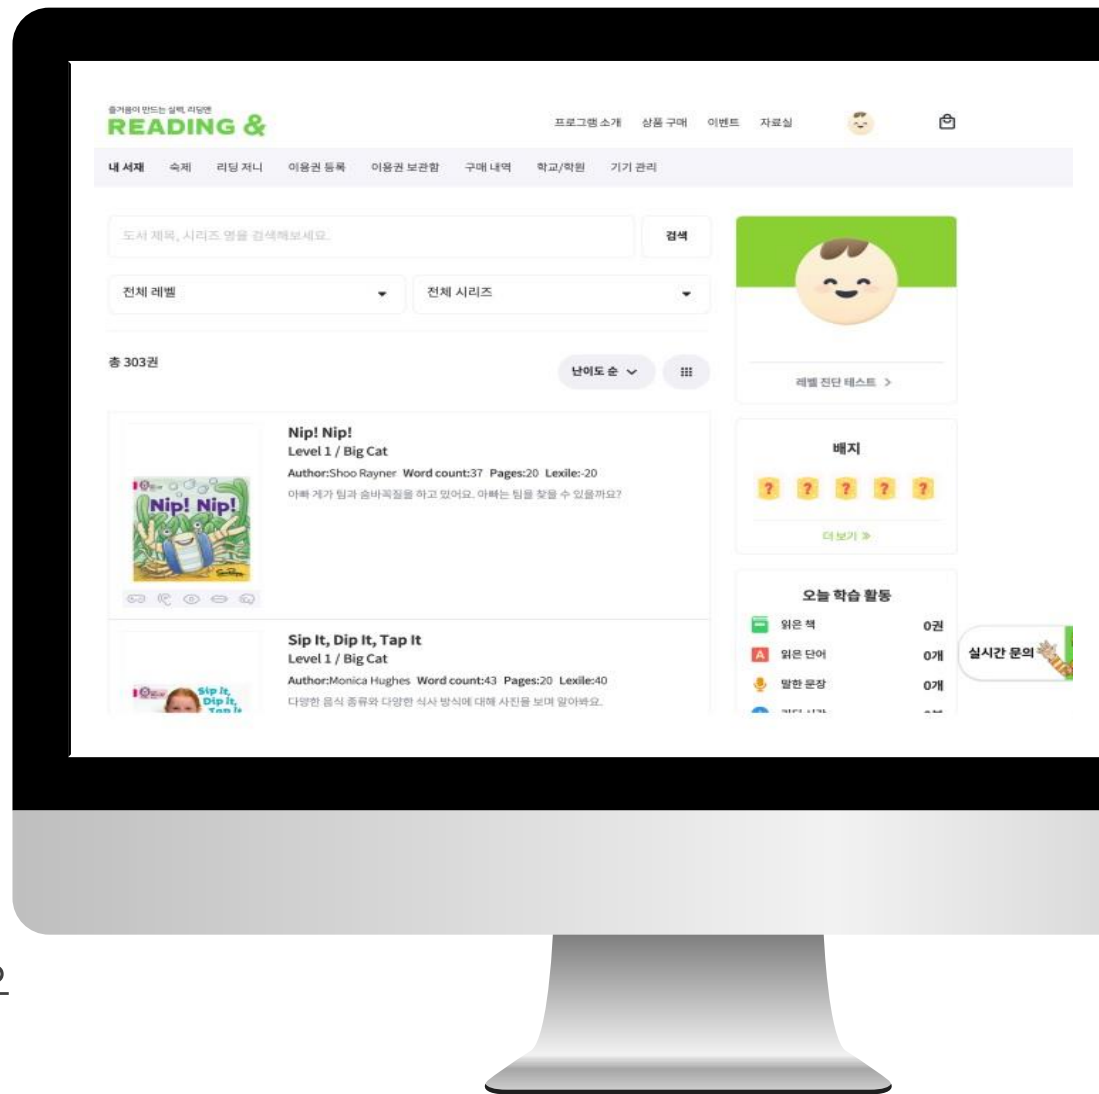 즐거움이 만드는 실력, 리딩앤
READING &
프로그램 소개 상품 구매 이벤트 자료실
내 서재 숙제 리딩 저니 이용권 등록 이용권 보관함 구매 내역 학교/학원 기기 관리
도서 제목, 시리즈 명을 검색해보세요.
검색
전체 레벨
전체 시리즈
총 303권
난이도 순
레벨 진단 테스트 >
Nip! Nip!
Level 1 / Big Cat
Author:Shoo Rayner Word count:37 Pages:20 Lexile:-20
아빠 게가 팀과 숨바꼭질을 하고 있어요. 아빠는 팀을 찾을 수 있을까요?
Nip! Nip!
Sip It, Dip It, Tap It
Level 1 / Big Cat
Author:Monica Hughes Word count:43 Pages:20 Lexile:40
다양한 음식 종류와 다양한 식사 방식에 대해 사진을 보며 알아봐요.
Sip It,
Dip It,
Tap It
배지
? ? ? ? ?
더 보기 »
오늘 학습 활동
읽은 책 0권
A 읽은 단어 0개
말한 문장 0개
실시간 문의